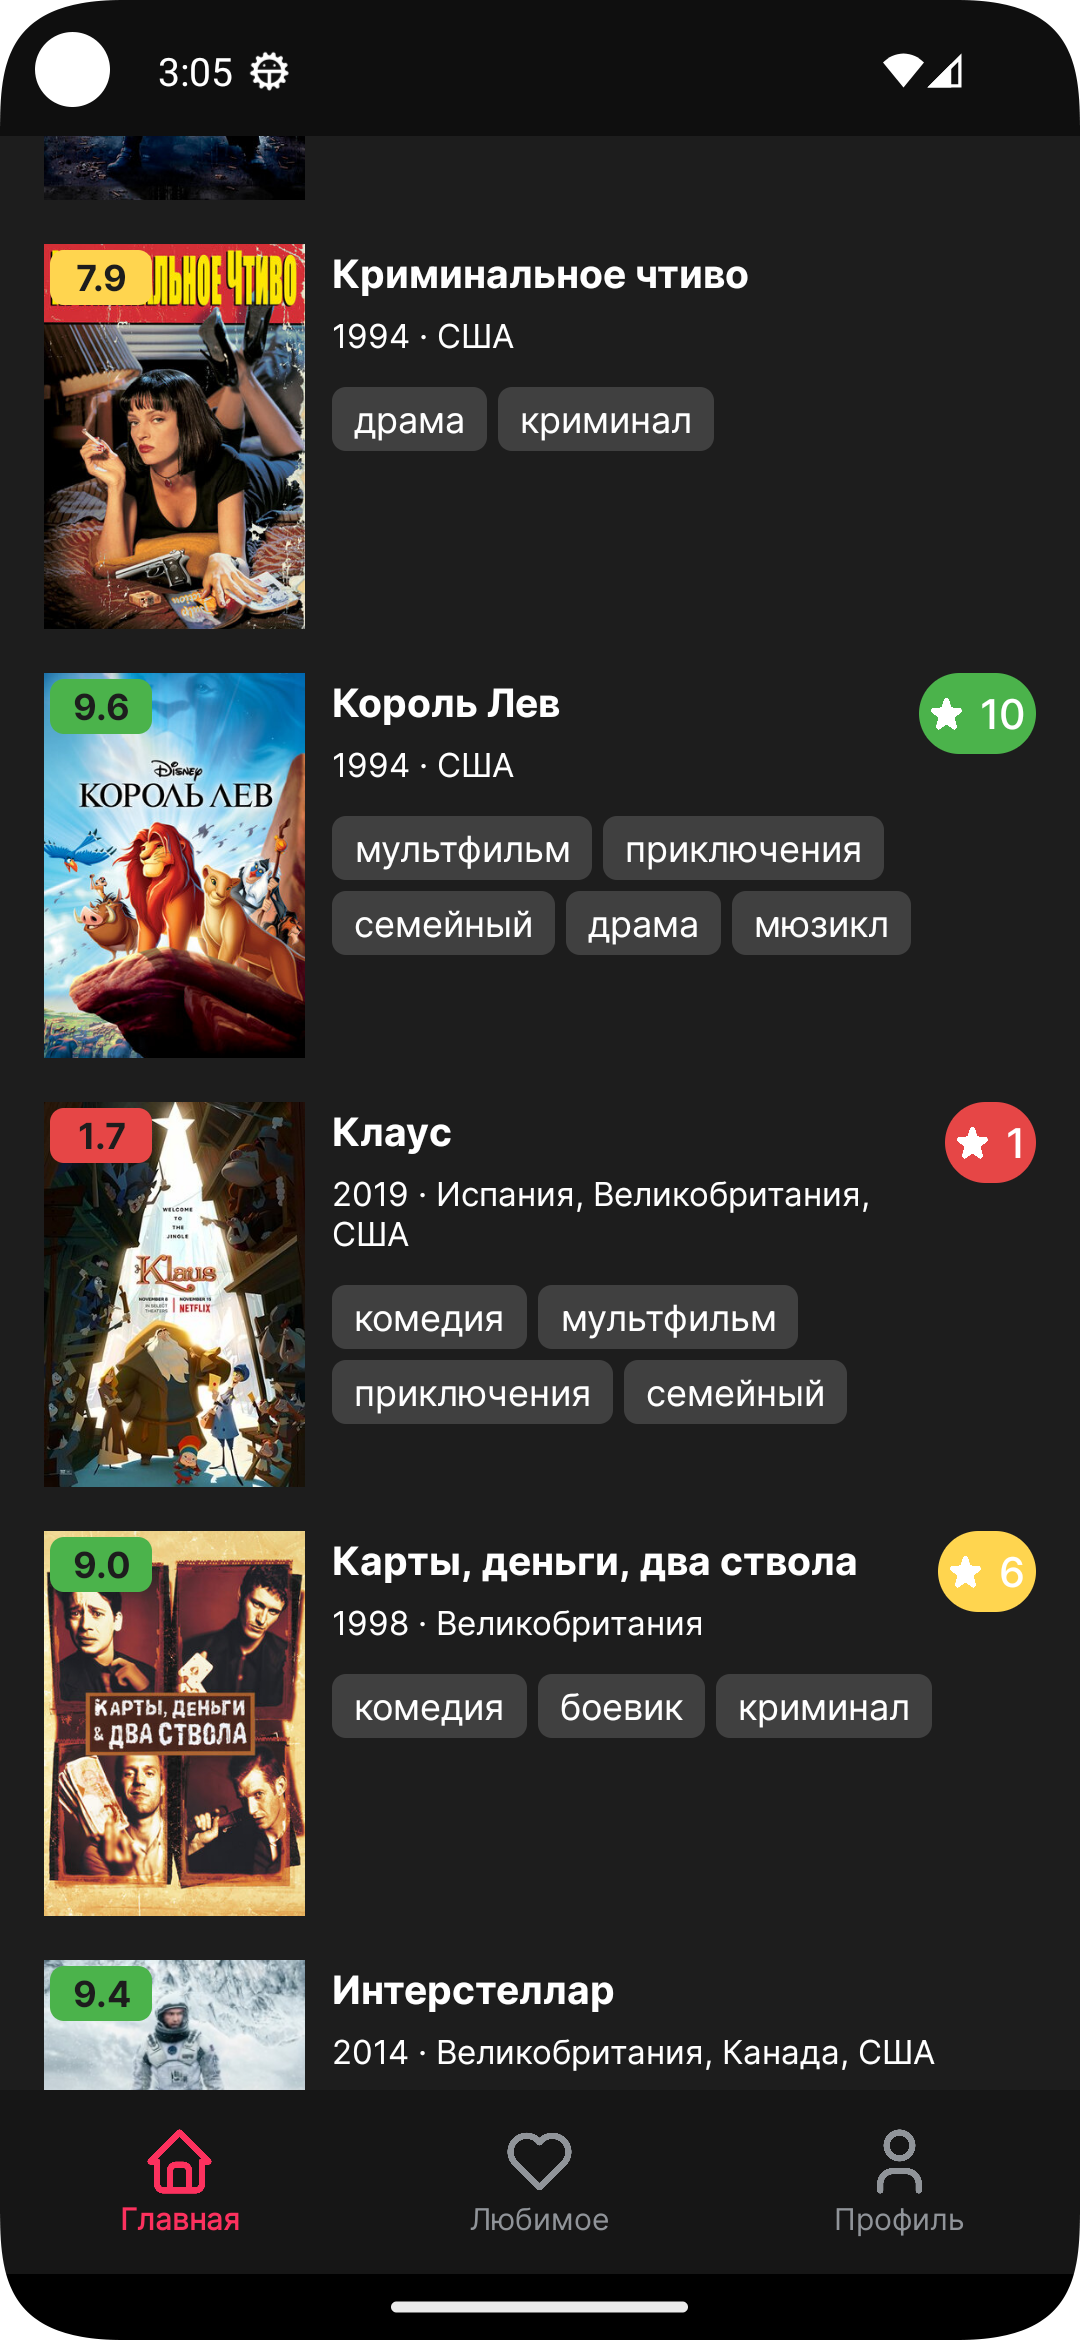 3:05
7.9
ЛЬНОЕ ЧТИВО
Криминальное чтиво
1994 · США
драма
криминал
9.6
Disney
КОРОЛЬ ЛЕВ
Король Лев
10
1994 · США
мультфильм
приключения
семейный
драма
мюзикл
1.7
WELCOME
TO
THE
JINGLE
Klaus
NETFLIX
Клаус
1
2019 · Испания, Великобритания,
США
комедия
мультфильм
приключения
семейный
9.0
КАРТЫ, ДЕНЬГИ
& ДВА СТВОЛА
Карты, деньги, два ствола
6
1998 · Великобритания
комедия
боевик
криминал
9.4
Интерстеллар
2014 · Великобритания, Канада, США
Главная
Любимое
Профиль